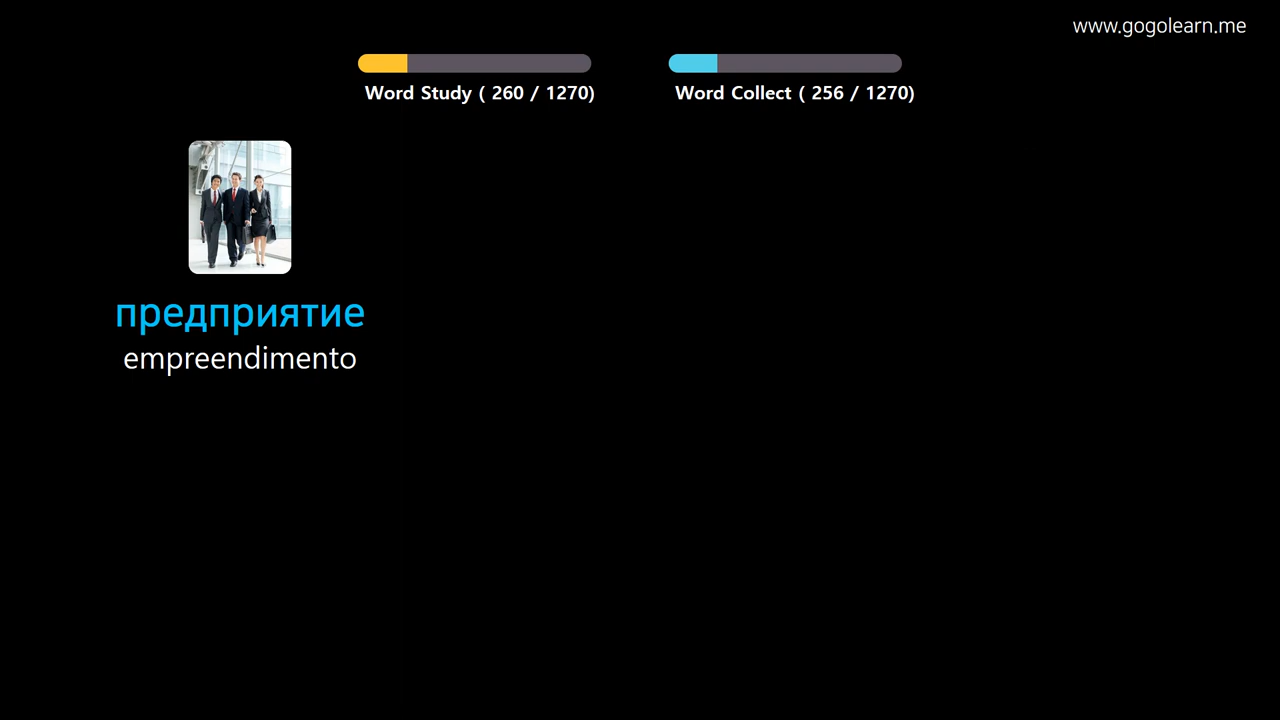 www.gogolearn.me
Word Study ( 260 / 1270)
Word Collect ( 256 / 1270)
предприятие
empreendimento